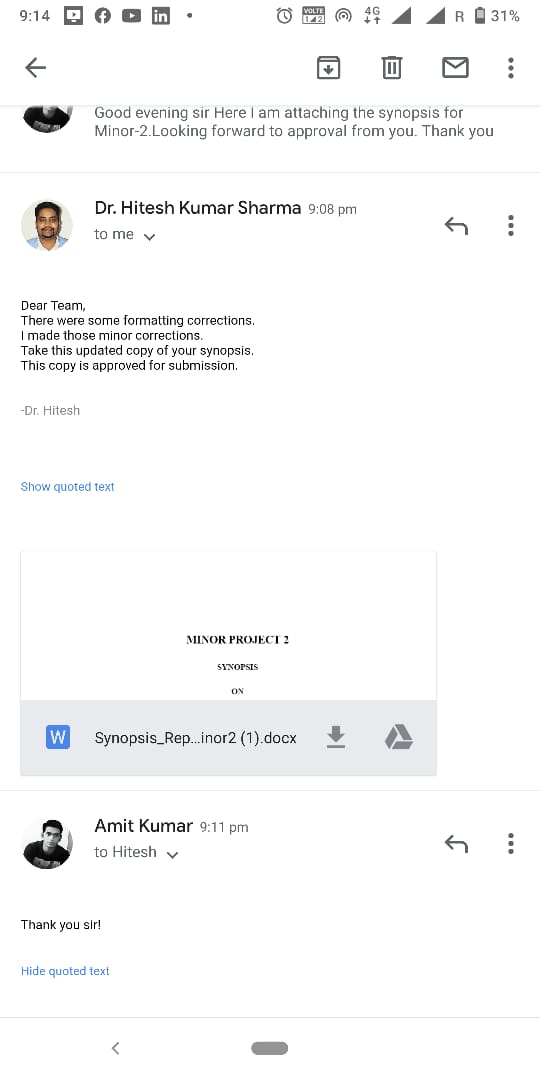 9:14
in
VoLTE
1 2
4G
R
31%
Good evening sir Here I am attaching the synopsis for
Minor-2.Looking forward to approval from you. Thank you
Dr. Hitesh Kumar Sharma 9:08 pm
to me
Dear Team,
There were some formatting corrections.
I made those minor corrections.
Take this updated copy of your synopsis.
This copy is approved for submission.
-Dr. Hitesh
Show quoted text
MINOR PROJECT 2
SYNOPSIS
ON
W
Synopsis_Rep...inor2 (1).docx
Amit Kumar 9:11 pm
to Hitesh
Thank you sir!
Hide quoted text